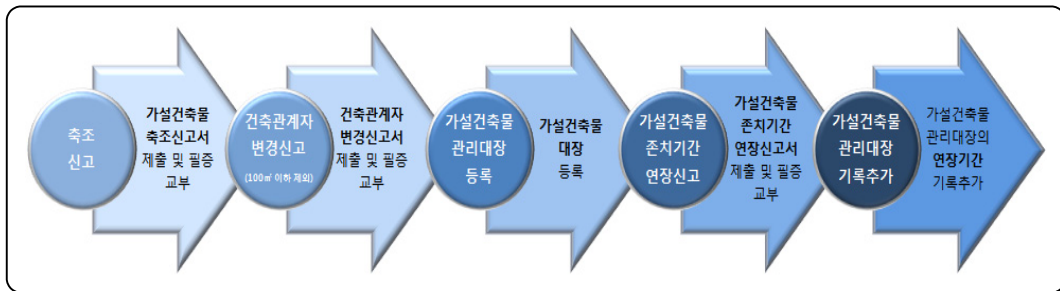 축조
신고
가설건축물
축조신고서
제출 및 필증
교부
건축관계자
변경신고
(100㎡ 이하 제외)
건축관계자
변경신고서
제출 및 필증
교부
가설건축물
관리대장
등록
가설건축물
대장
등록
가설건축물
존치기간
연장신고
가설건축물
존치기간
연장신고서
제출 및 필증
교부
가설건축물
관리대장
기록추가
가설건축물
관리대장의
연장기간
기록추가